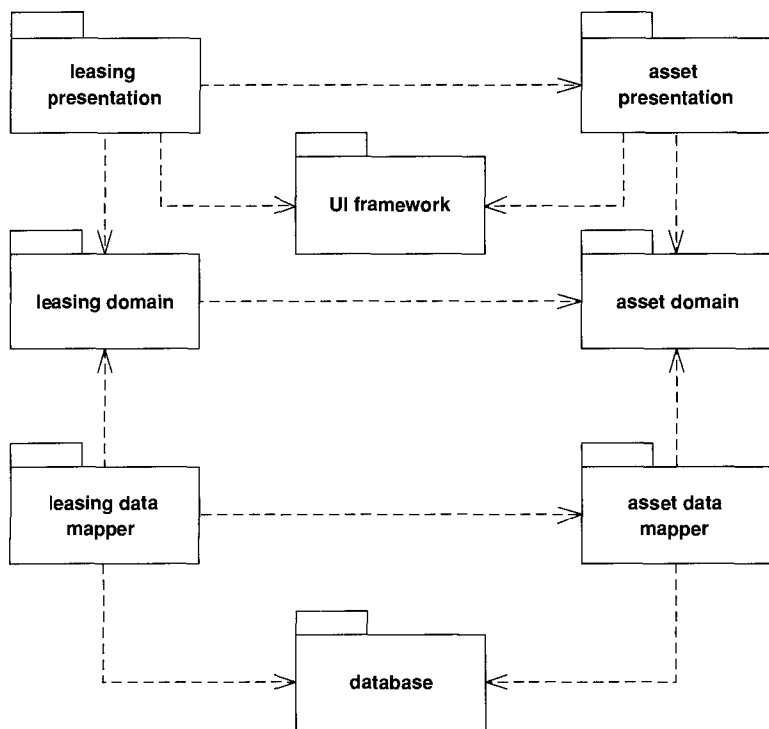 leasing
presentation
asset
presentation
UI framework
leasing domain
asset domain
leasing data
mapper
asset data
mapper
database